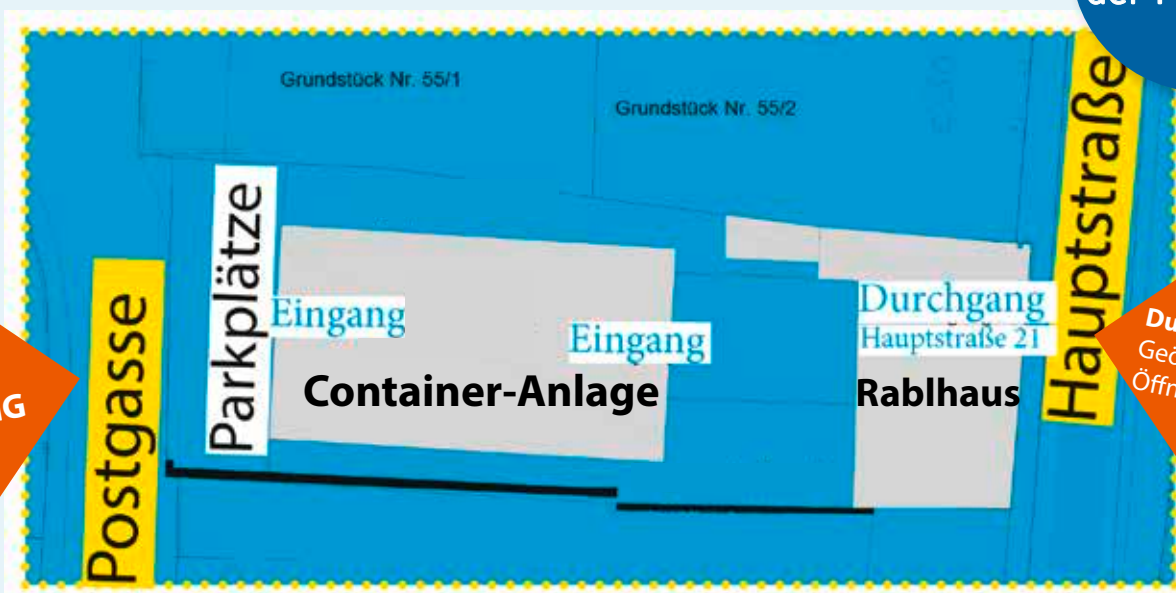 Grundstück Nr. 55/1
Grundstück Nr. 55/2
Hauptstraße
Parkplätze
Postgasse
Eingang
Eingang
Durchgang
Hauptstraße 21
Container-Anlage
Rablhaus